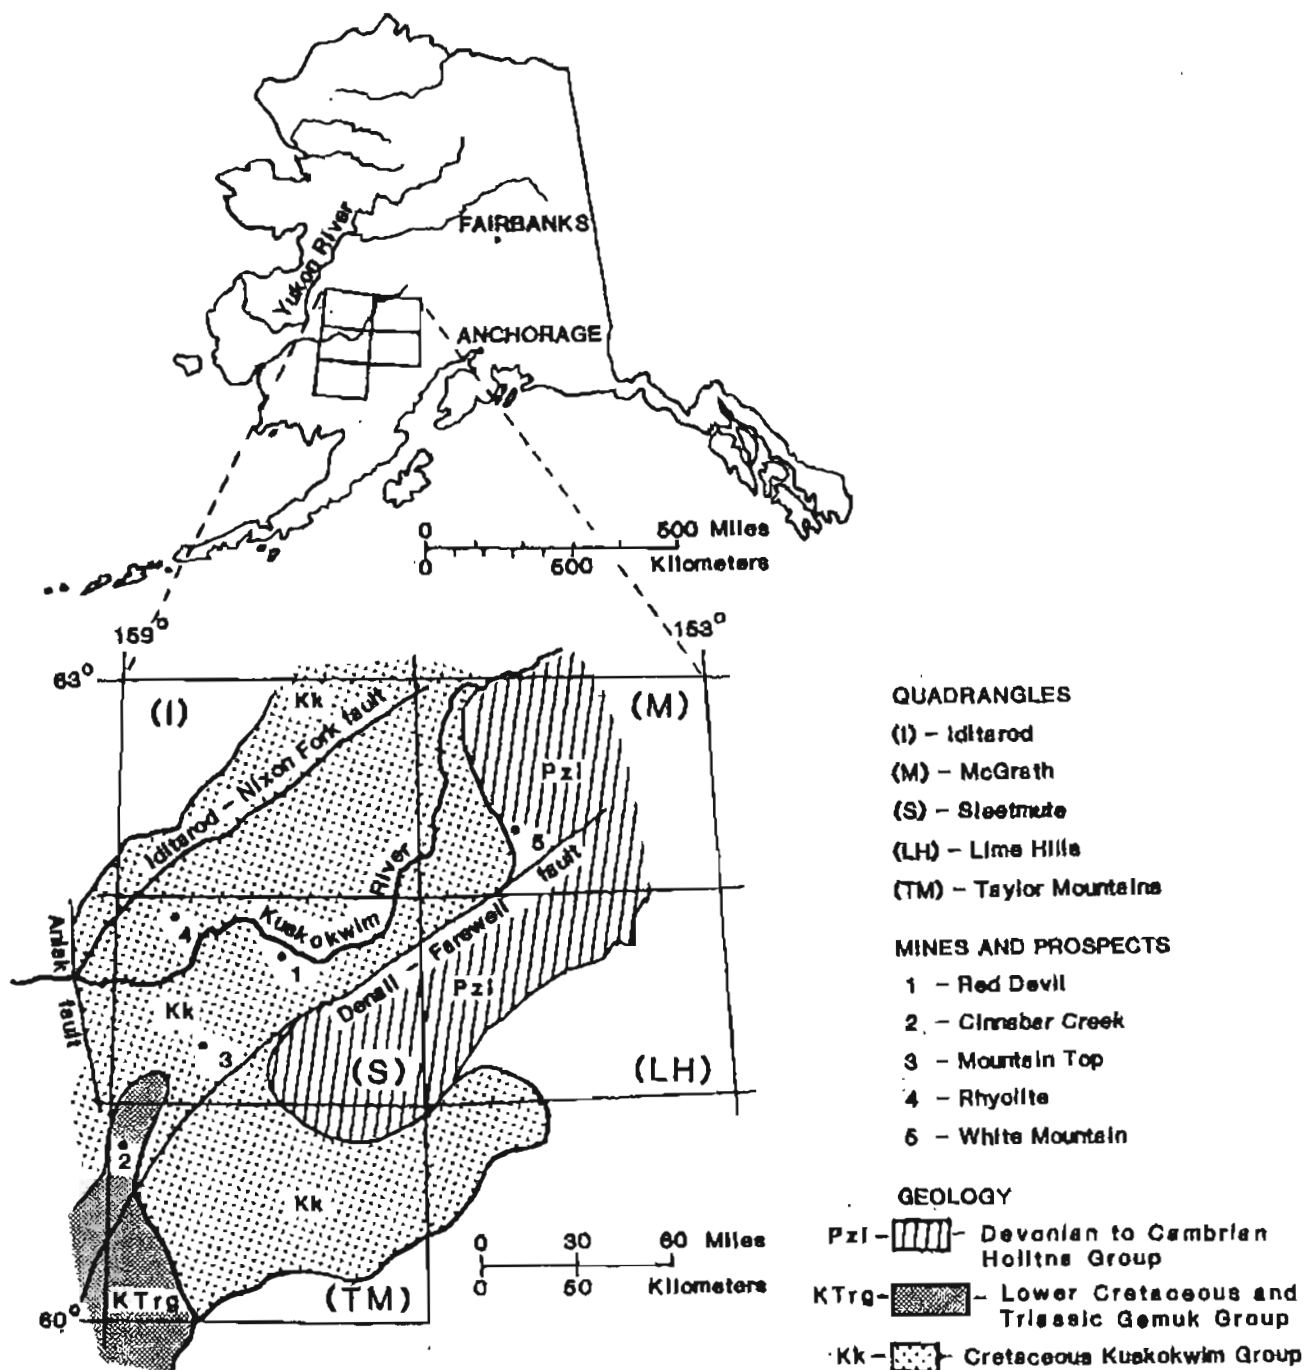 Yukon River
FAIRBANKS
ANCHORAGE
0 500 Miles
0 500 Kilometers
159° 153°
63°
(I)
Kk
(M)
Iditarod - Nixon Fork fault
Pzl
5
Kuskokwim River
4
1
Aniak fault
Denali - Farewell fault
Pzl
Kk
3
(S)
(LH)
2
Kk
0 30 60 Miles
0 50 Kilometers
KTrg
(TM)
60°
QUADRANGLES
(I) - Iditarod
(M) - McGrath
(S) - Sleetmute
(LH) - Lime Hills
(TM) - Taylor Mountains
MINES AND PROSPECTS
1 - Red Devil
2 - Cinnabar Creek
3 - Mountain Top
4 - Rhyolite
5 - White Mountain
GEOLOGY
Pzl - - Devonian to Cambrian
Holitna Group
KTrg - - Lower Cretaceous and
Triassic Gemuk Group
Kk - - Cretaceous Kuskokwim Group